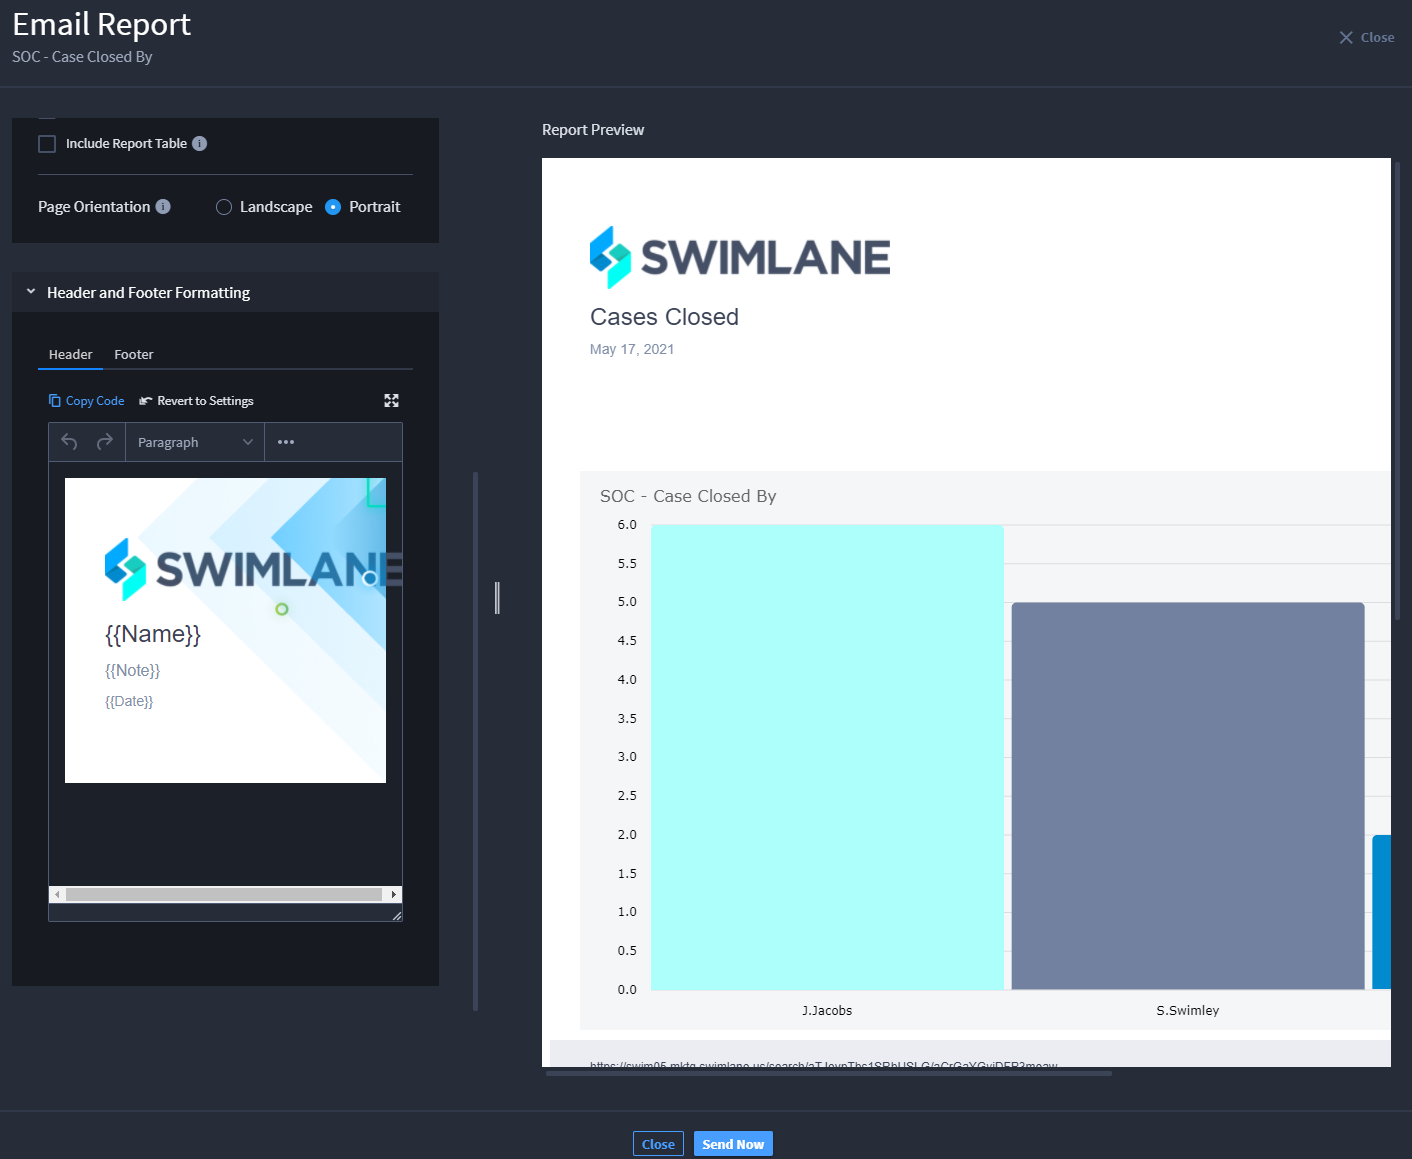 Email Report
SOC - Case Closed By
Close
Include Report Table
Page Orientation
Landscape
Portrait
Header and Footer Formatting
Header
Footer
Copy Code
Revert to Settings
Paragraph
SWIMLANE
{{Name}}
{{Note}}
{{Date}}
Report Preview
SWIMLANE
Cases Closed
May 17, 2021
SOC - Case Closed By
6.0
5.5
5.0
4.5
4.0
3.5
3.0
2.5
2.0
1.5
1.0
0.5
0.0
J.Jacobs
S.Swimley
Close
Send Now